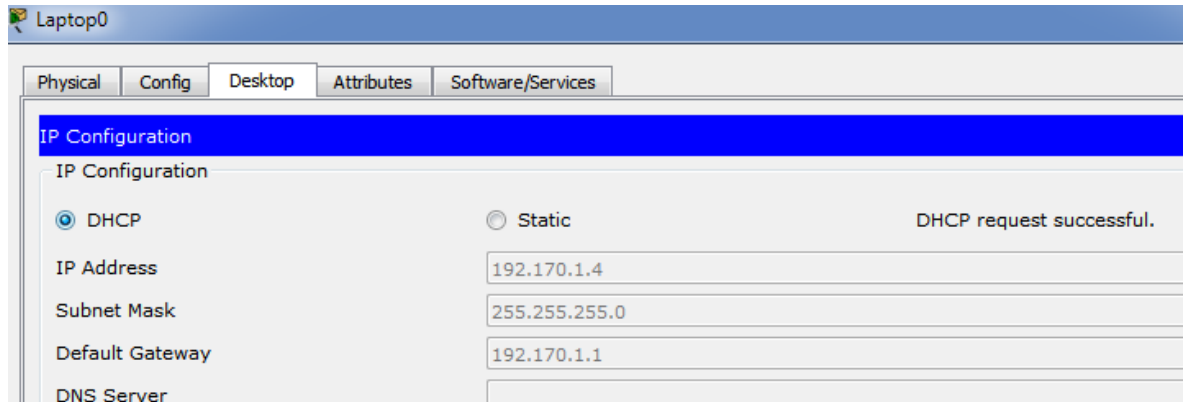 Laptop0
Physical Config Desktop Attributes Software/Services
IP Configuration
IP Configuration
DHCP Static DHCP request successful.
IP Address 192.170.1.4
Subnet Mask 255.255.255.0
Default Gateway 192.170.1.1
DNS Server